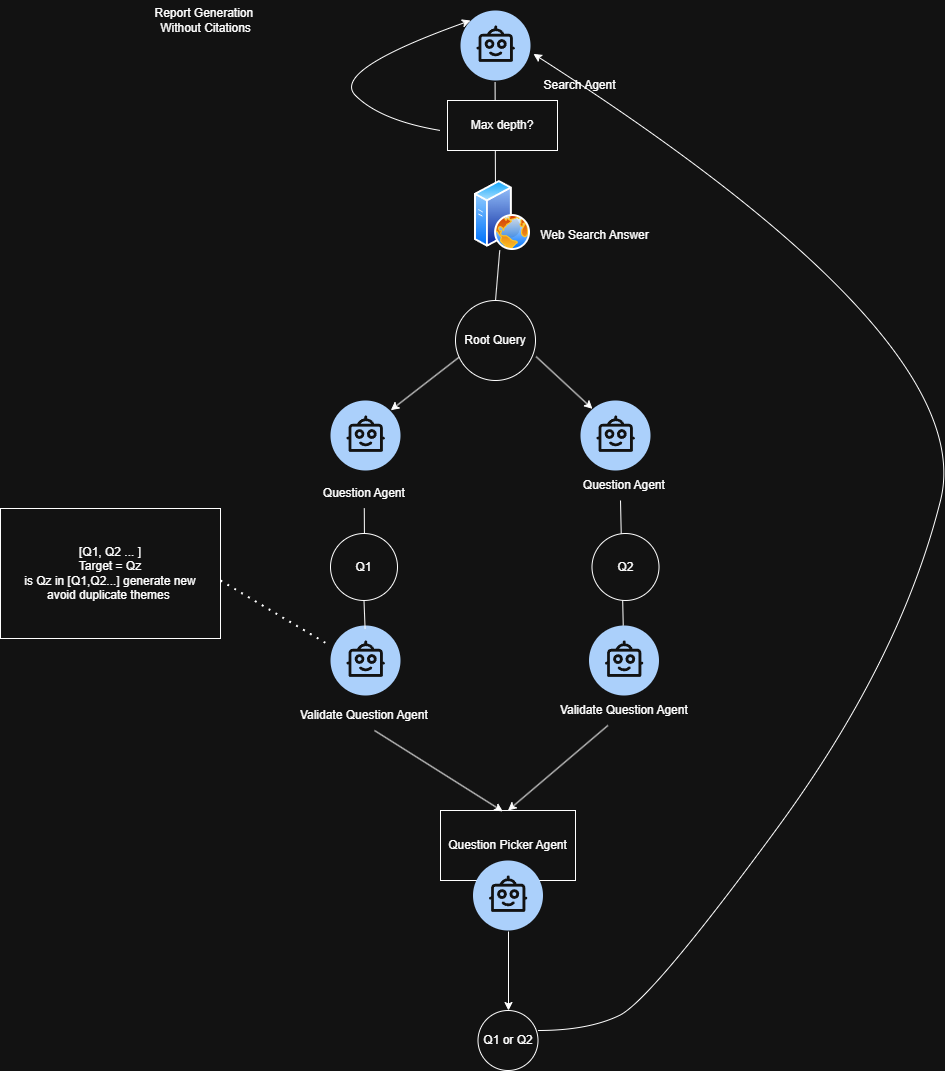 Report Generation
Without Citations
Search Agent
Max depth?
Web Search Answer
Root Query
Question Agent
Question Agent
[Q1, Q2 ... ]
Target = Qz
is Qz in [Q1,Q2...] generate new
avoid duplicate themes
Q1
Q2
Validate Question Agent
Validate Question Agent
Question Picker Agent
Q1 or Q2